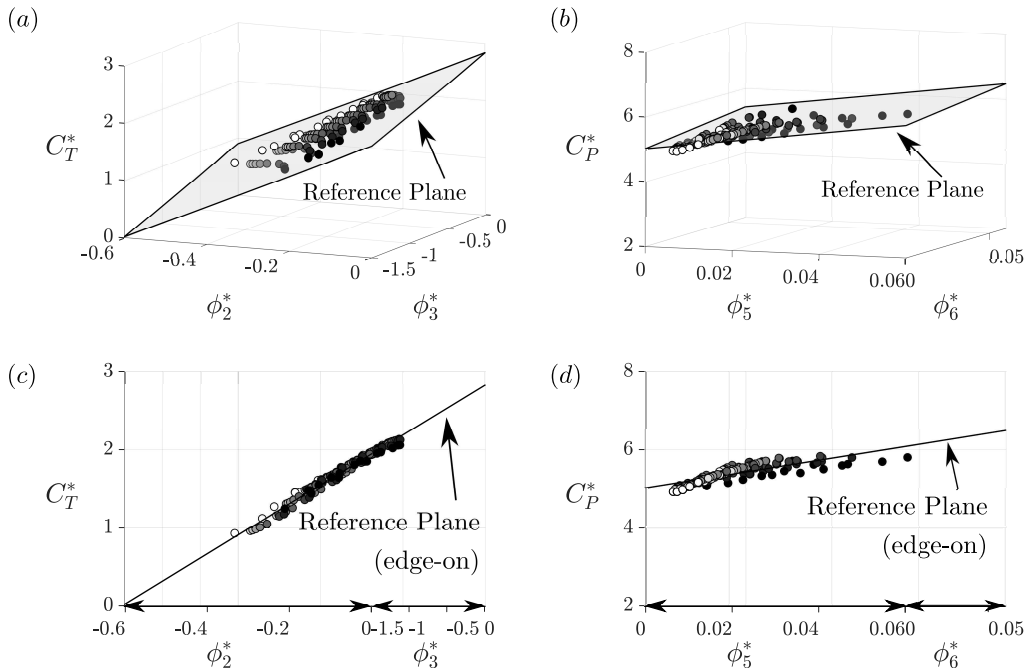 (a)
3
2
1
0
C*T
-0.6
-0.4
-0.2
0
-1.5
-1
-0.5
0
ϕ*2
ϕ*3
Reference Plane
(b)
8
6
4
2
C*P
0
0.02
0.04
0.060
0.05
ϕ*5
ϕ*6
Reference Plane
(c)
3
2
1
0
C*T
-0.6
-0.4
-0.2
0
-1.5
-1
-0.5
0
ϕ*2
ϕ*3
Reference Plane
(edge-on)
(d)
8
6
4
2
C*P
0
0.02
0.04
0.060
0.05
ϕ*5
ϕ*6
Reference Plane
(edge-on)